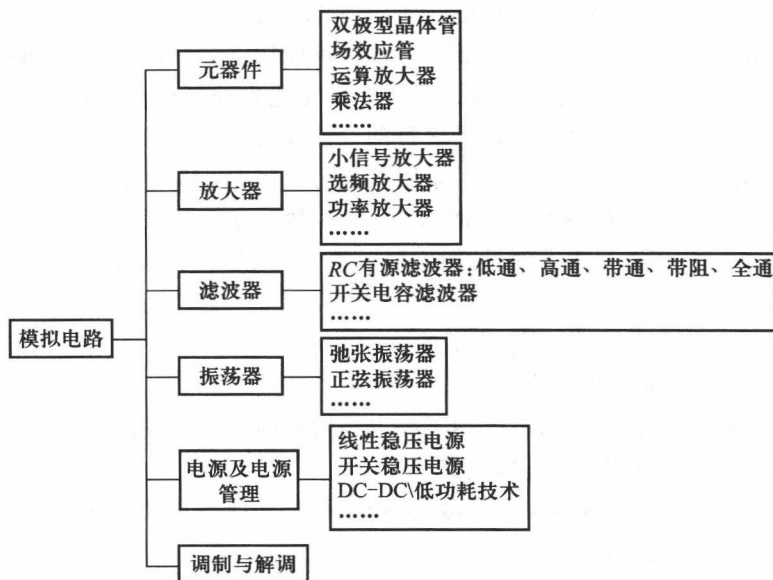 模拟电路
元器件
双极型晶体管
场效应管
运算放大器
乘法器
……
放大器
小信号放大器
选频放大器
功率放大器
……
滤波器
RC有源滤波器:低通、高通、带通、带阻、全通
开关电容滤波器
……
振荡器
弛张振荡器
正弦振荡器
……
电源及电源
管理
线性稳压电源
开关稳压电源
DC-DC\低功耗技术
……
调制与解调